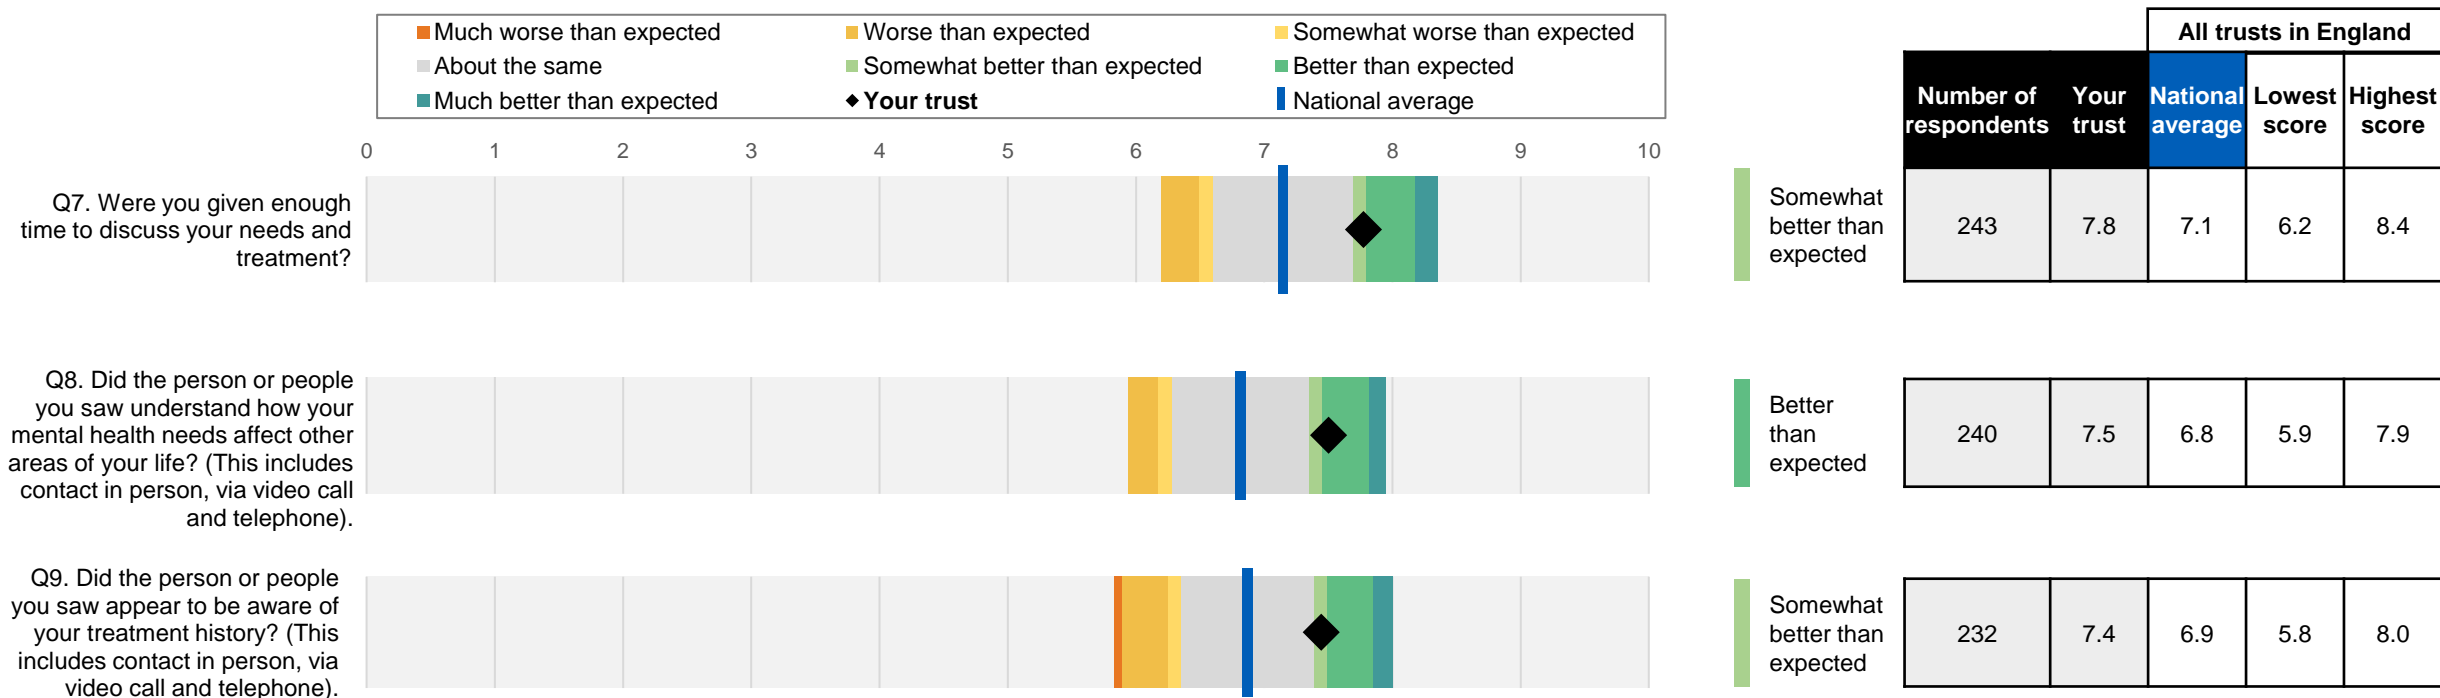 Much worse than expected
Worse than expected
Somewhat worse than expected
About the same
Somewhat better than expected
Better than expected
Much better than expected
Your trust
National average
All trusts in England
Number of respondents
Your trust
National average
Lowest score
Highest score
0 1 2 3 4 5 6 7 8 9 10
Q7. Were you given enough
time to discuss your needs and
treatment?
Somewhat
better than
expected
243 7.8 7.1 6.2 8.4
Q8. Did the person or people
you saw understand how your
mental health needs affect other
areas of your life? (This includes
contact in person, via video call
and telephone).
Better
than
expected
240 7.5 6.8 5.9 7.9
Q9. Did the person or people
you saw appear to be aware of
your treatment history? (This
includes contact in person, via
video call and telephone).
Somewhat
better than
expected
232 7.4 6.9 5.8 8.0